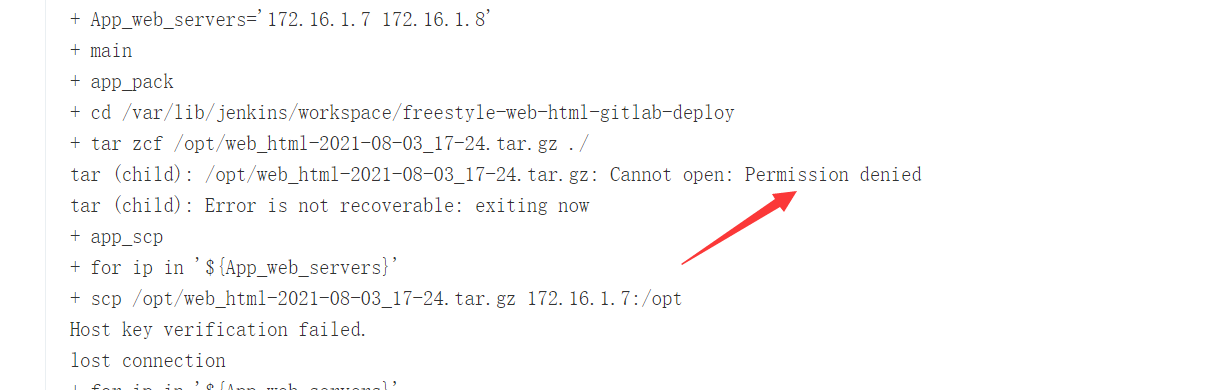 + App_web_servers='172.16.1.7 172.16.1.8'
+ main
+ app_pack
+ cd /var/lib/jenkins/workspace/freestyle-web-html-gitlab-deploy
+ tar zcf /opt/web_html-2021-08-03_17-24.tar.gz ./
tar (child): /opt/web_html-2021-08-03_17-24.tar.gz: Cannot open: Permission denied
tar (child): Error is not recoverable: exiting now
+ app_scp
+ for ip in '${App_web_servers}'
+ scp /opt/web_html-2021-08-03_17-24.tar.gz 172.16.1.7:/opt
Host key verification failed.
lost connection
+ for ip in '${App_web_servers}'